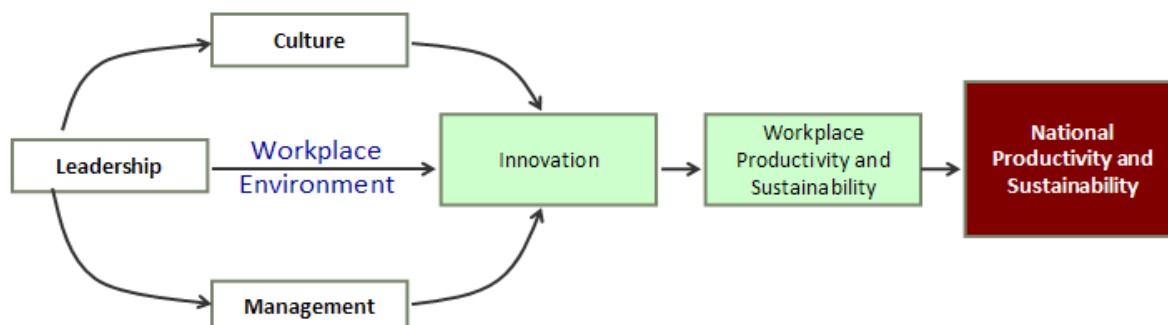 Culture
Leadership
Workplace
Environment
Innovation
Workplace
Productivity and
Sustainability
National
Productivity and
Sustainability
Management